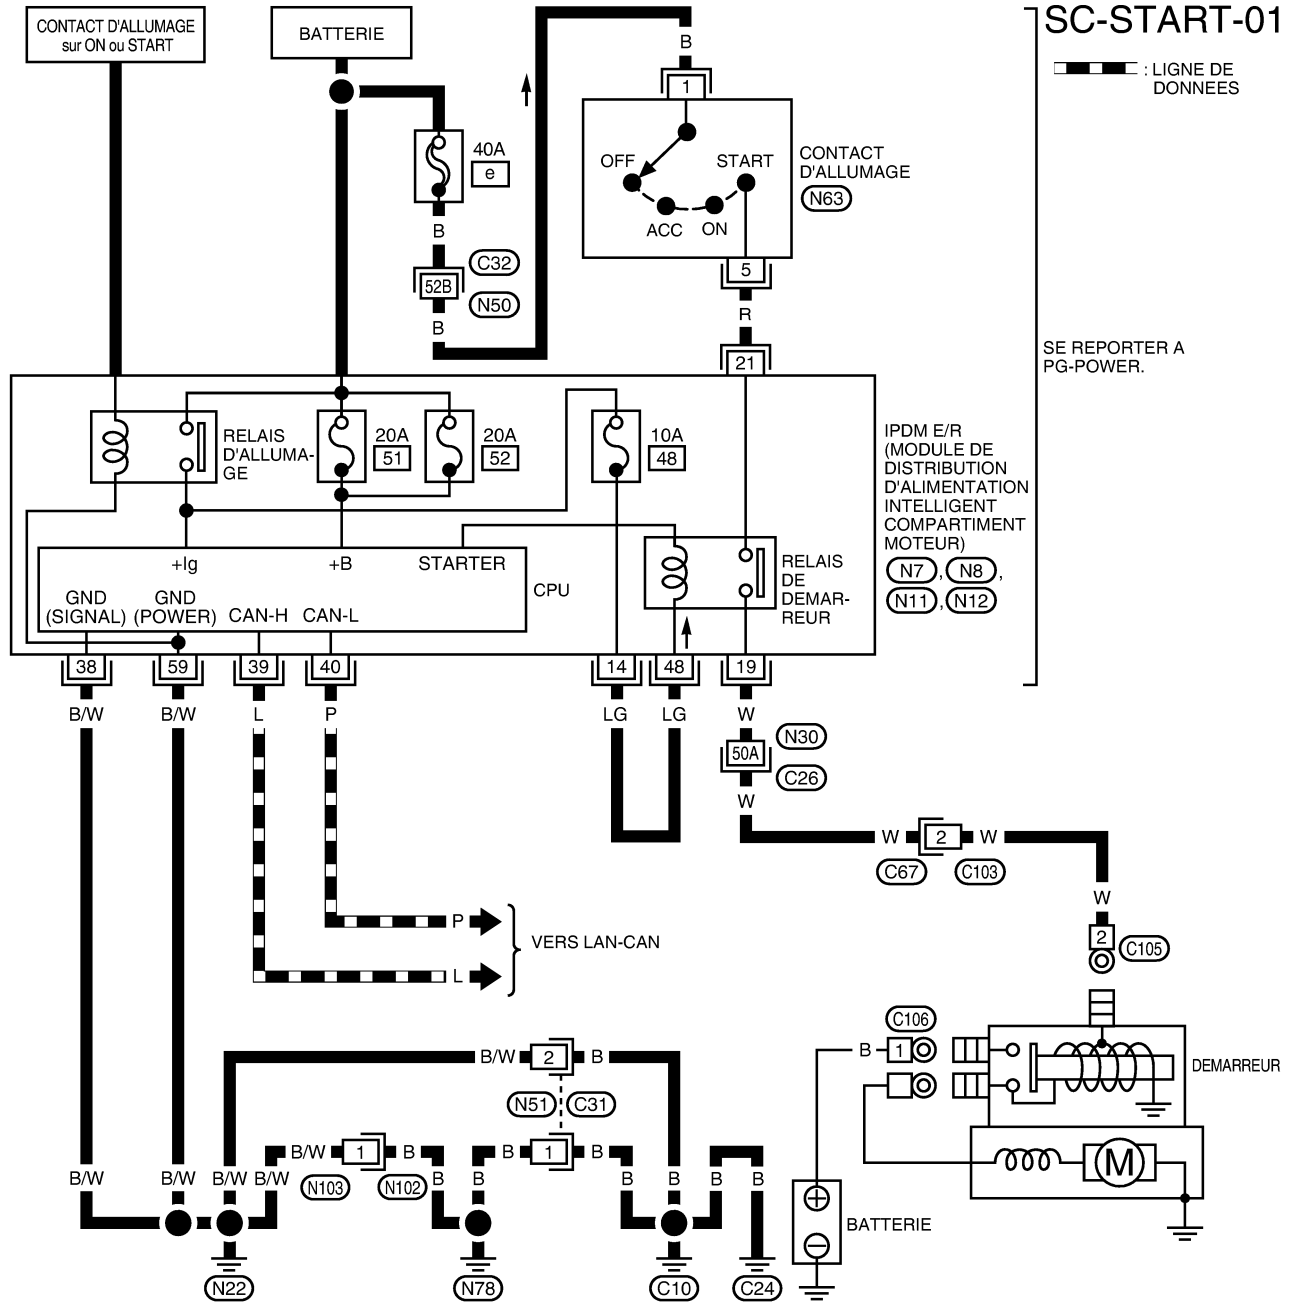 CONTACT D'ALLUMAGE
sur ON ou START
BATTERIE
SC-START-01
: LIGNE DE
DONNEES
B
1
40A
e
OFF
START
ACC
ON
CONTACT
D'ALLUMAGE
N63
B
C32
52B
N50
B
5
R
21
SE REPORTER A
PG-POWER.
RELAIS
D'ALLUMA-
GE
20A
51
20A
52
10A
48
IPDM E/R
(MODULE DE
DISTRIBUTION
D'ALIMENTATION
INTELLIGENT
COMPARTIMENT
MOTEUR)
N7 , N8 ,
N11 , N12
+Ig
+B
STARTER
CPU
RELAIS
DE
DEMAR-
REUR
GND
(SIGNAL)
GND
(POWER)
CAN-H
CAN-L
38
59
39
40
14
48
19
B/W
B/W
L
P
LG
LG
W
N30
50A
C26
W
W
2
W
C67
C103
W
2
C105
P
VERS LAN-CAN
L
C106
B
1
DEMARREUR
B/W
2
B
N51
C31
B/W
1
B
B
1
B
N103
N102
M
B/W
B/W
B/W
B/W
B
B
B
B
B
B
BATTERIE
+
−
N22
N78
C10
C24